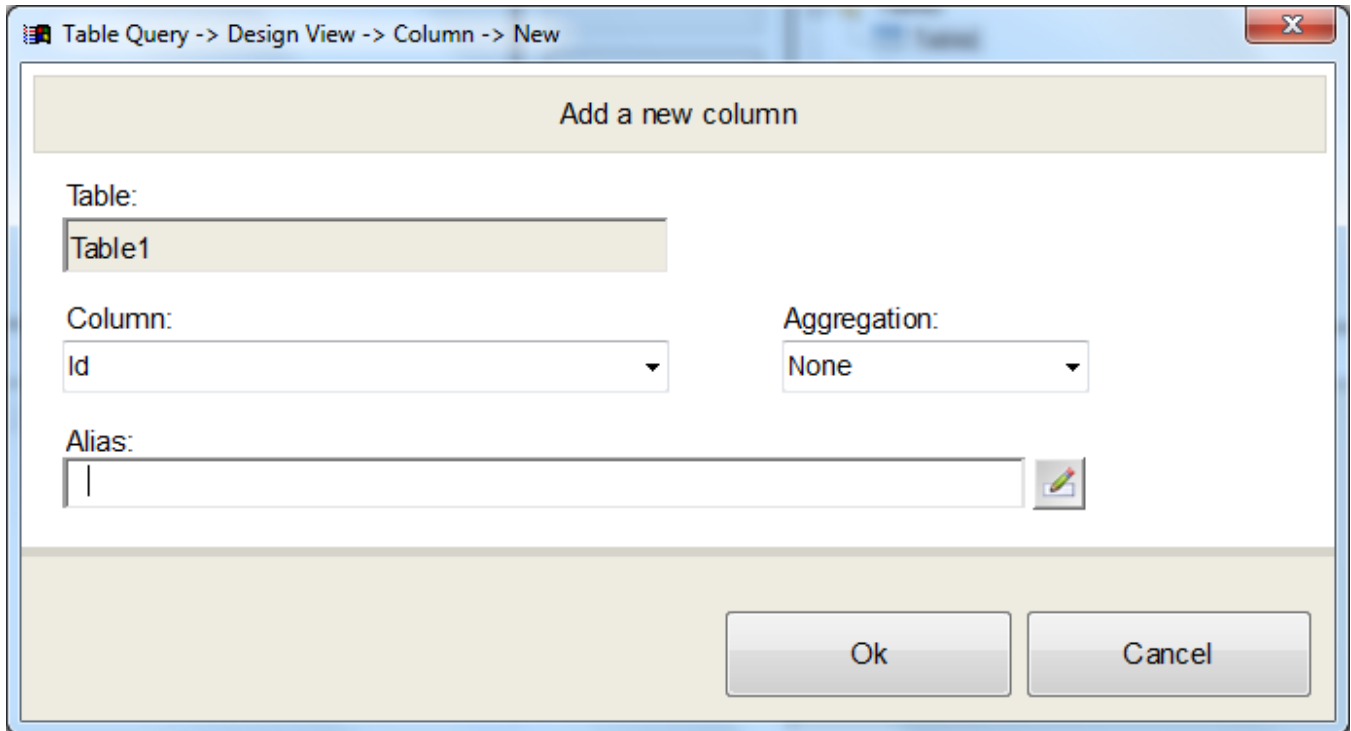 Table Query -> Design View -> Column -> New
Add a new column
Table:
Table1
Column:
Aggregation:
Id
None
Alias:
Ok
Cancel